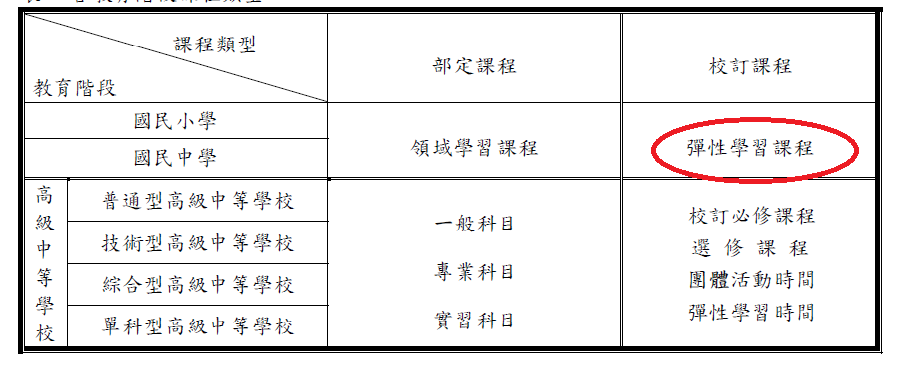 課程類型
教育階段
部定課程
校訂課程
國民小學
國民中學
領域學習課程
彈性學習課程
高級中等學校
普通型高級中等學校
技術型高級中等學校
綜合型高級中等學校
單科型高級中等學校
一般科目
專業科目
實習科目
校訂必修課程
選修課程
團體活動時間
彈性學習時間